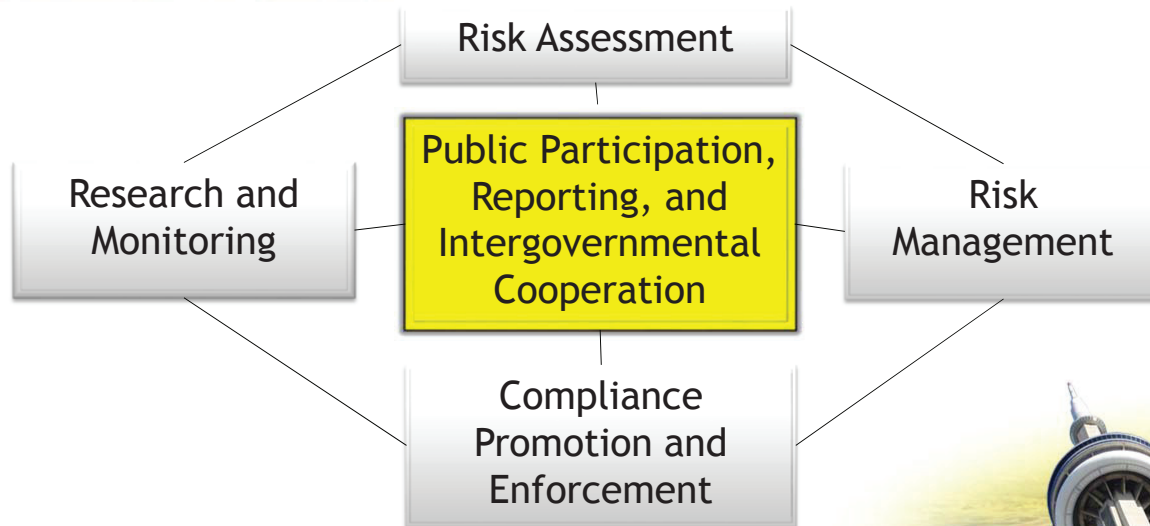 Risk Assessment
Public Participation,
Reporting, and
Intergovernmental
Cooperation
Research and
Monitoring
Risk
Management
Compliance
Promotion and
Enforcement